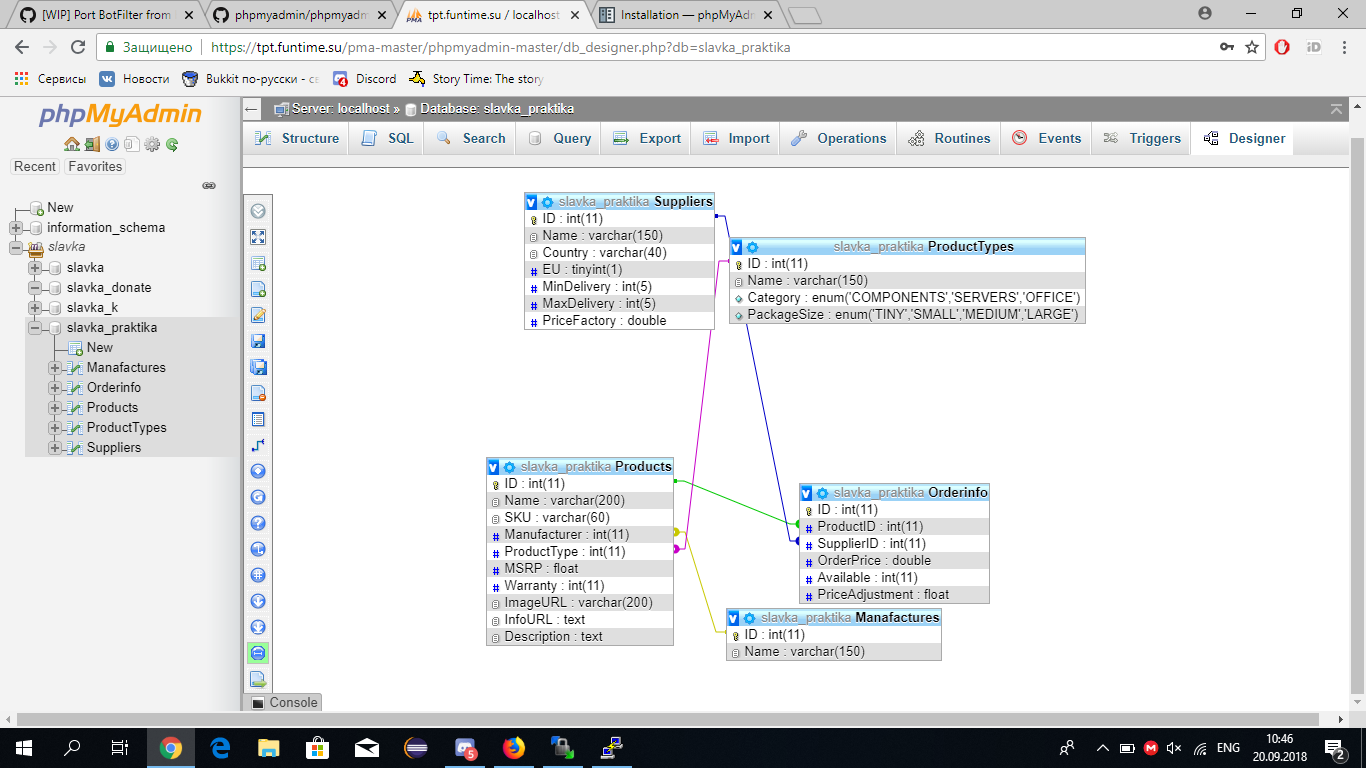 [WIP] Port BotFilter from
phpmyadmin/phpmyadm
tpt.funtime.su / localhost
Installation — phpMyAdm
Защищено
https://tpt.funtime.su/pma-master/phpmyadmin-master/db_designer.php?db=slavka_praktika
Сервисы
Новости
Bukkit по-русски - св
Discord
Story Time: The story
phpMyAdmin
Recent
Favorites
New
information_schema
slavka
slavka
slavka_donate
slavka_k
slavka_praktika
New
Manafactures
Orderinfo
Products
ProductTypes
Suppliers
Server: localhost » Database: slavka_praktika
Structure
SQL
Search
Query
Export
Import
Operations
Routines
Events
Triggers
Designer
slavka_praktika Suppliers
ID : int(11)
Name : varchar(150)
Country : varchar(40)
EU : tinyint(1)
MinDelivery : int(5)
MaxDelivery : int(5)
PriceFactory : double
slavka_praktika ProductTypes
ID : int(11)
Name : varchar(150)
Category : enum('COMPONENTS','SERVERS','OFFICE')
PackageSize : enum('TINY','SMALL','MEDIUM','LARGE')
slavka_praktika Products
ID : int(11)
Name : varchar(200)
SKU : varchar(60)
Manufacturer : int(11)
ProductType : int(11)
MSRP : float
Warranty : int(11)
ImageURL : varchar(200)
InfoURL : text
Description : text
slavka_praktika Orderinfo
ID : int(11)
ProductID : int(11)
SupplierID : int(11)
OrderPrice : double
Available : int(11)
PriceAdjustment : float
slavka_praktika Manafactures
ID : int(11)
Name : varchar(150)
Console
ENG
10:46
20.09.2018